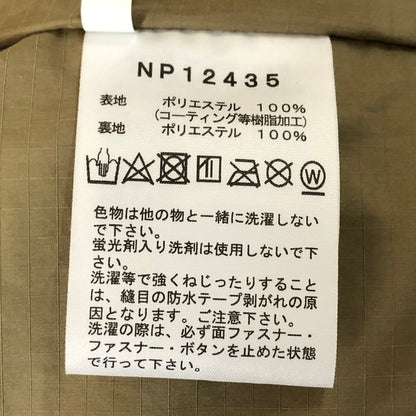 NP12435
表地 ポリエステル 100%
(コーティング等樹脂加工)
裏地 ポリエステル 100%
W
色物は他の物と一緒に洗濯しない
で下さい。
蛍光剤入り洗剤は使用しないで下
さい。
洗濯等で強くねじったりすること
は、縫目の防水テープ剥がれの原
因となります。ご注意下さい。
洗濯の際は、必ず面ファスナー・
ファスナー・ボタンを止めた状態
で行って下さい。